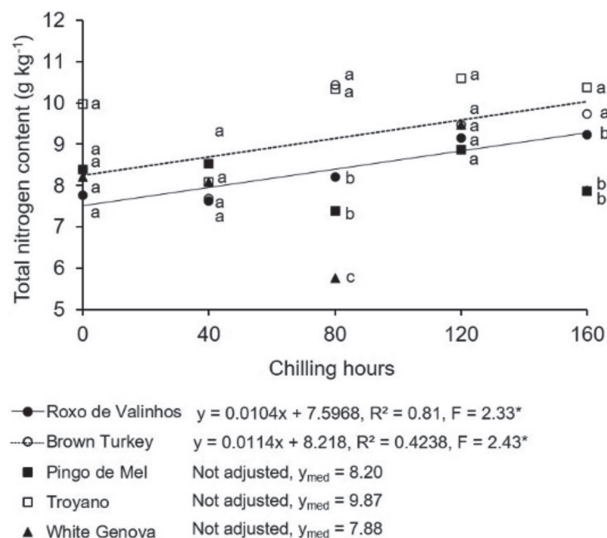 Total nitrogen content (g kg⁻¹)
12
11
10
9
8
7
6
5
a
a
a
a
a
a
a
a
a
a
a
b
b
c
a
a
a
a
a
a
a
b
b
0
40
80
120
160
Chilling hours
Roxo de Valinhos y = 0.0104x + 7.5968, R² = 0.81, F = 2.33*
Brown Turkey y = 0.0114x + 8.218, R² = 0.4238, F = 2.43*
Pingo de Mel Not adjusted, yₘₑd = 8.20
Troyano Not adjusted, yₘₑd = 9.87
White Genova Not adjusted, yₘₑd = 7.88